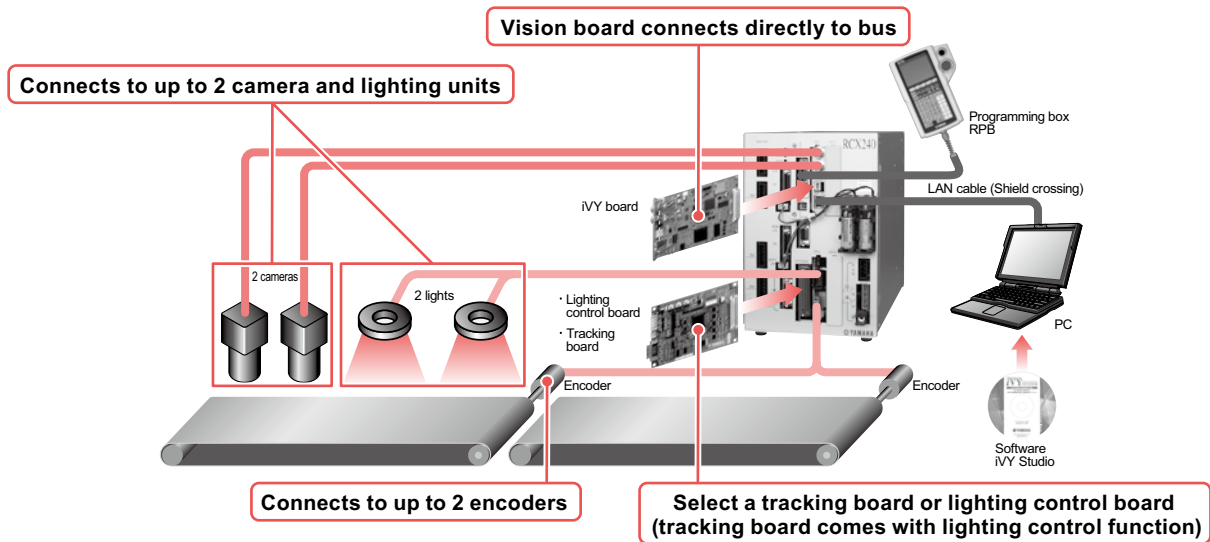 Vision board connects directly to bus
Connects to up to 2 camera and lighting units
Programming box
RPB
RCX240
LAN cable (Shield crossing)
iVY board
2 cameras
2 lights
・Lighting
control board
・Tracking
board
YAMAHA
PC
Encoder
Encoder
iVY
Software
iVY Studio
Connects to up to 2 encoders
Select a tracking board or lighting control board
(tracking board comes with lighting control function)